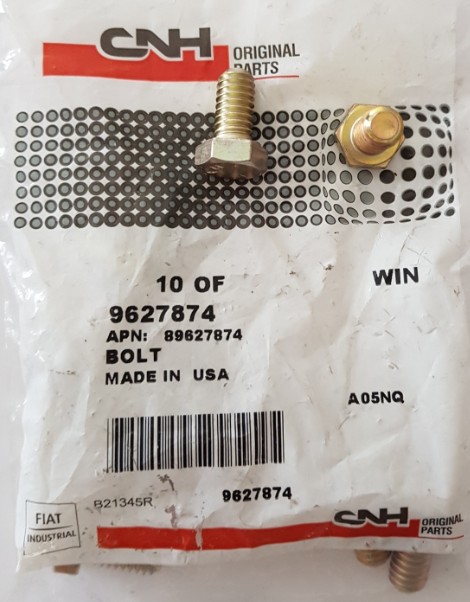 CNH ORIGINAL
PARTS
10 OF
WIN
9627874
APN: 89627874
BOLT
MADE IN USA
A05NQ
B21345R
9627874
FIAT
INDUSTRIAL
CNH ORIGINAL
PARTS